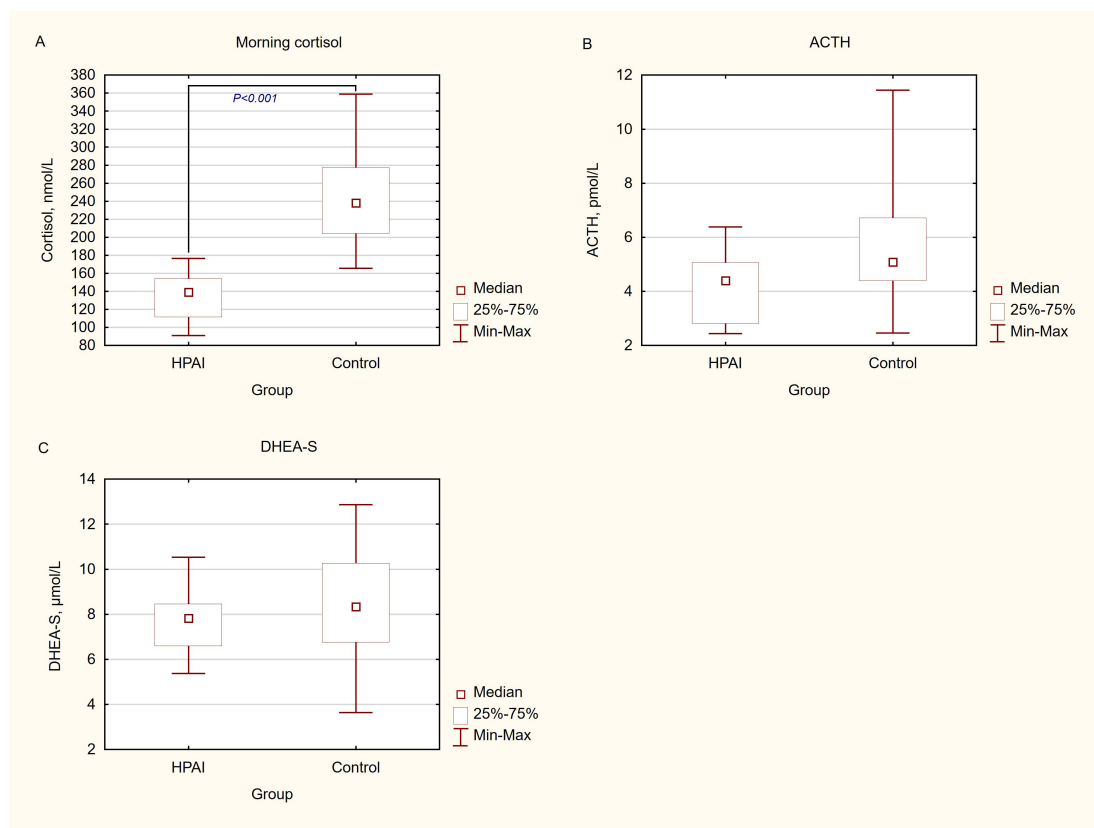 A
Morning cortisol
380
360
340
320
300
280
260
240
220
200
180
160
140
120
100
80
Cortisol, nmol/L
P<0.001
HPAI
Control
Group
Median
25%-75%
Min-Max
B
ACTH
12
10
8
6
4
2
ACTH, pmol/L
HPAI
Control
Group
Median
25%-75%
Min-Max
C
DHEA-S
14
12
10
8
6
4
2
DHEA-S, µmol/L
HPAI
Control
Group
Median
25%-75%
Min-Max